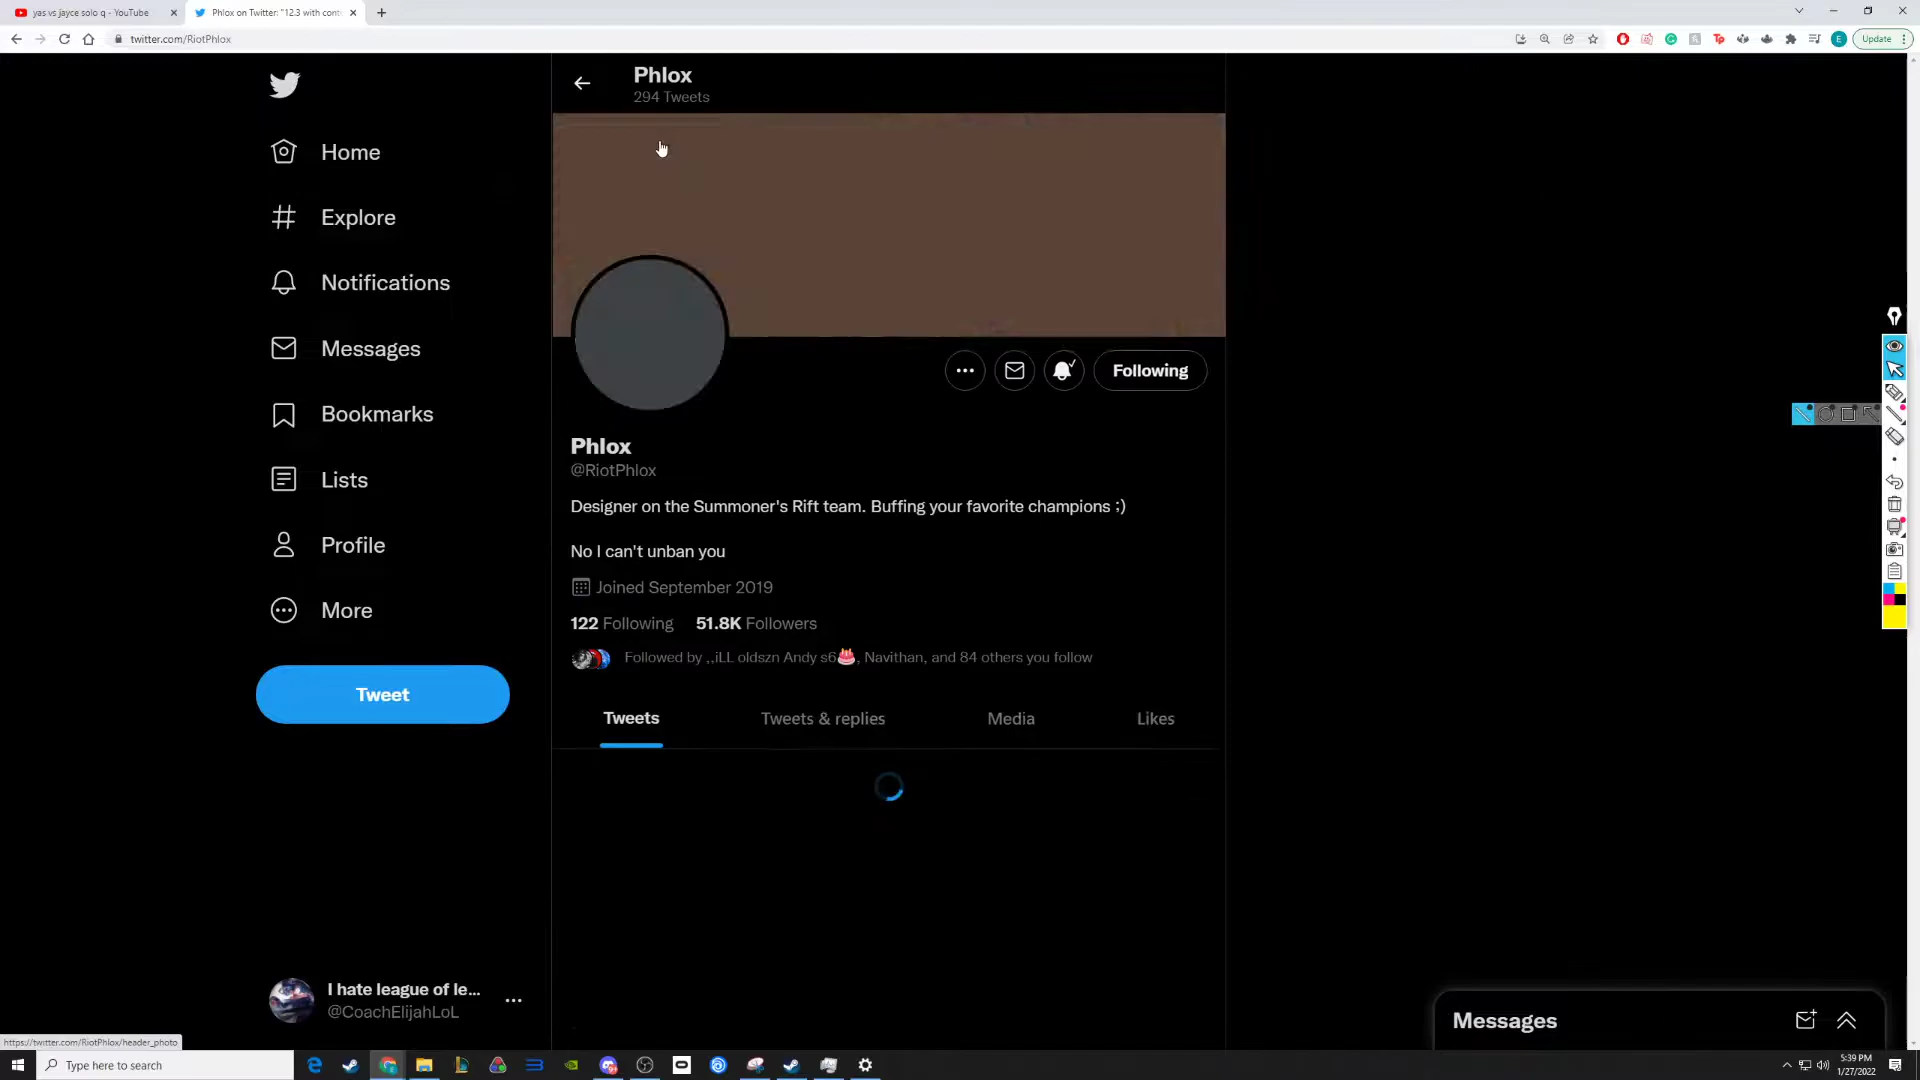 yas vs jayce solo q - YouTube
Phlox on Twitter: "12.3 with cont
twitter.com/RiotPhlox
Update
Phlox
294 Tweets
Home
Explore
Notifications
Messages
Bookmarks
Lists
Profile
More
Tweet
Following
Phlox
@RiotPhlox
Designer on the Summoner's Rift team. Buffing your favorite champions ;)
No I can't unban you
Joined September 2019
122 Following 51.8K Followers
Followed by ,,iLL oldszn Andy s6🎂, Navithan, and 84 others you follow
Tweets Tweets & replies Media Likes
I hate league of le...
@CoachElijahLoL
Messages
https://twitter.com/RiotPhlox/header_photo
Type here to search
5:39 PM
1/27/2022